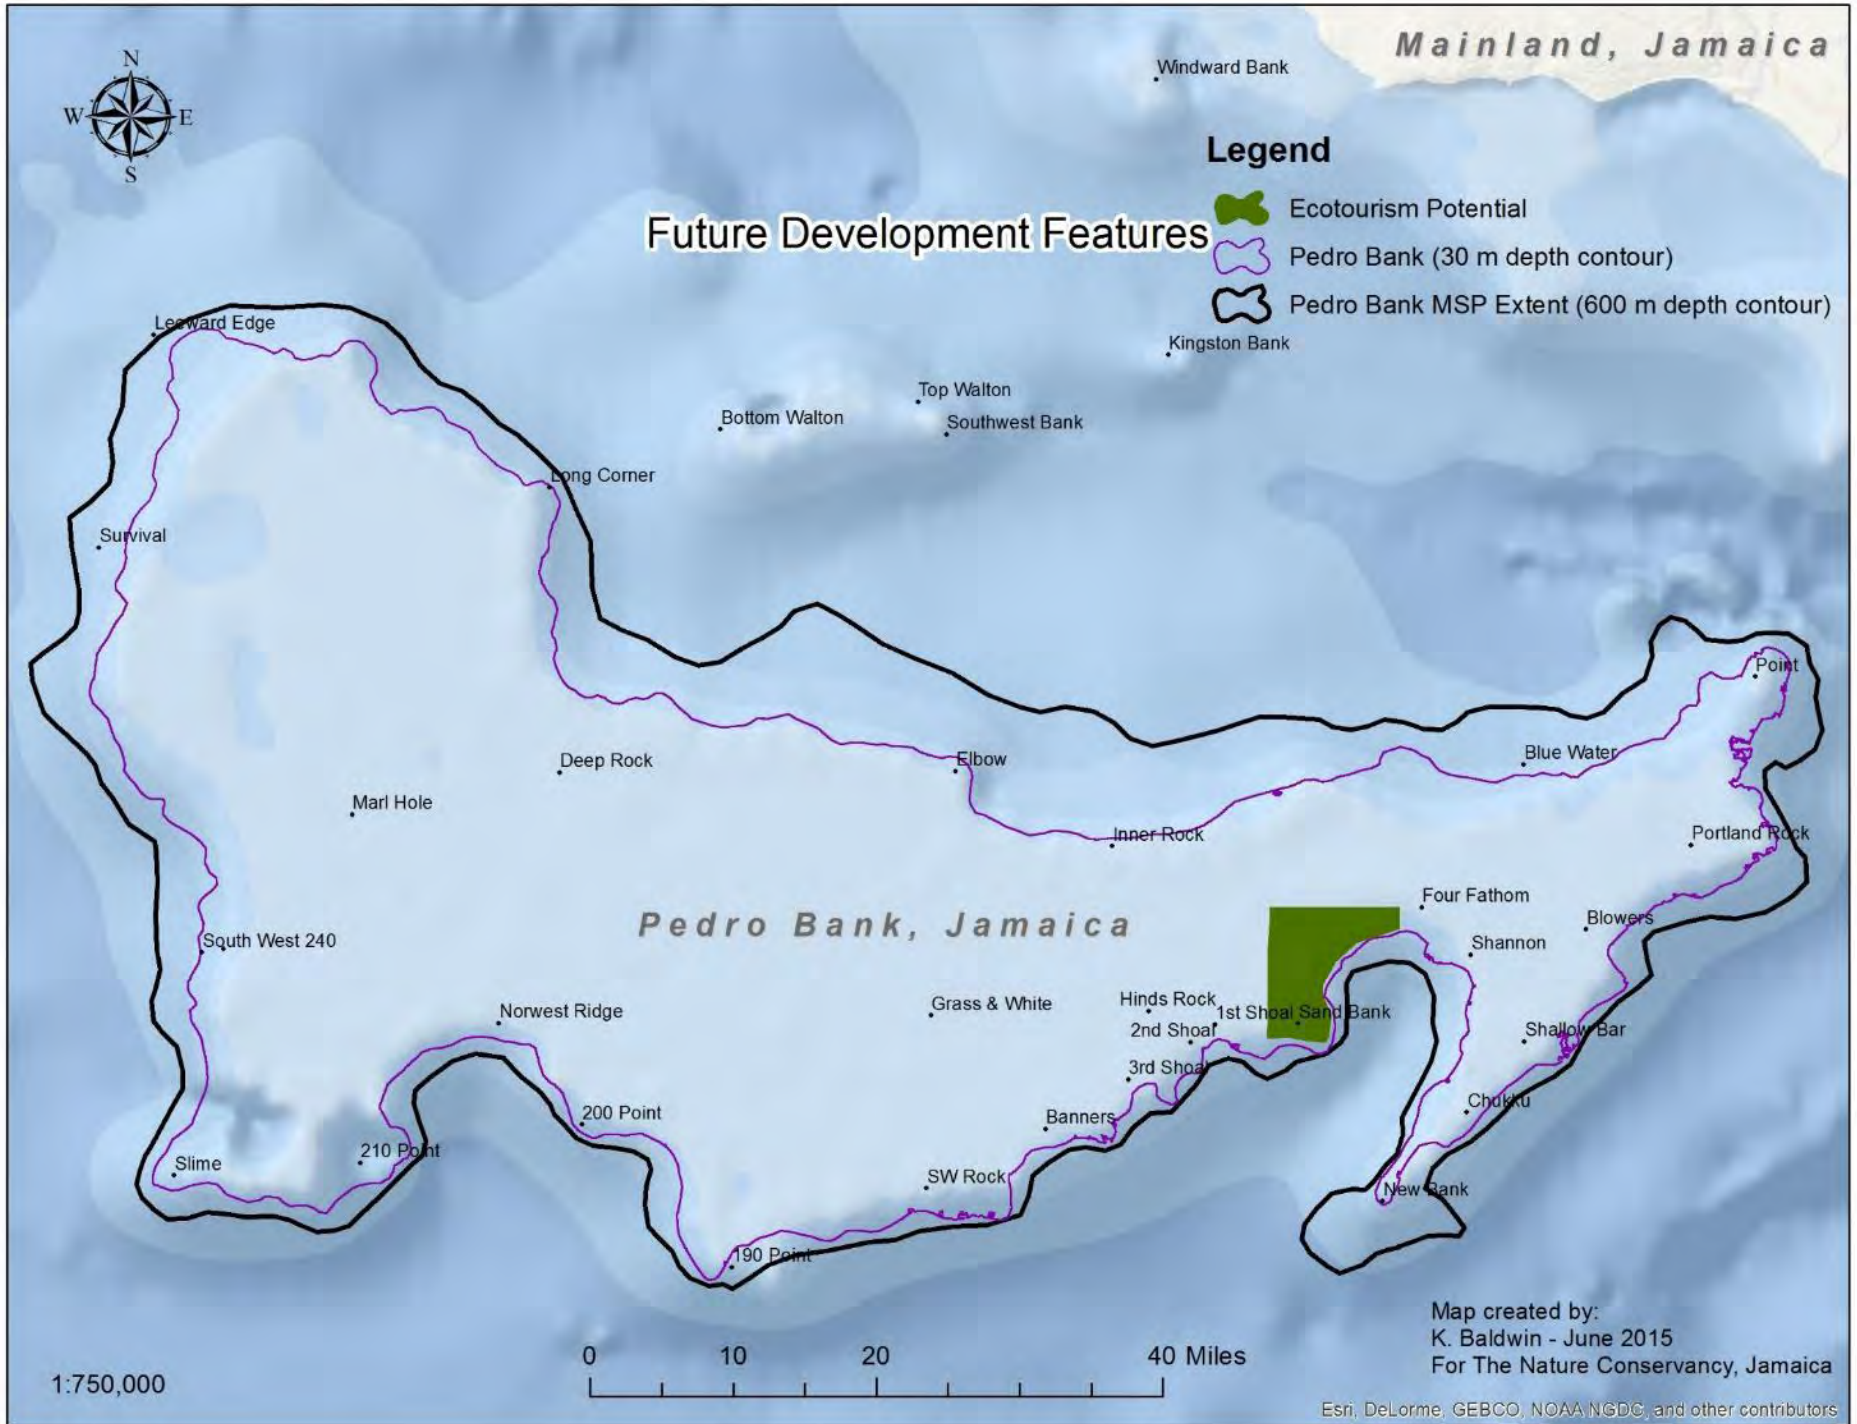 Mainland, Jamaica
Windward Bank
N
W
E
S
Legend
Ecotourism Potential
Future Development Features
Pedro Bank (30 m depth contour)
Pedro Bank MSP Extent (600 m depth contour)
Leeward Edge
Kingston Bank
Top Walton
Bottom Walton
Southwest Bank
Long Corner
Survival
Point
Deep Rock
Elbow
Blue Water
Marl Hole
Inner Rock
Portland Rock
Four Fathom
Pedro Bank, Jamaica
Blowers
South West 240
Shannon
Norwest Ridge
Grass & White
Hinds Rock
1st Shoal
Sand Bank
2nd Shoal
Shallow Bar
3rd Shoal
200 Point
Banners
Chukku
210 Point
Slime
SW Rock
New Bank
190 Point
Map created by:
K. Baldwin - June 2015
For The Nature Conservancy, Jamaica
0
10
20
40 Miles
1:750,000
Esri, DeLorme, GEBCO, NOAA NGDC, and other contributors